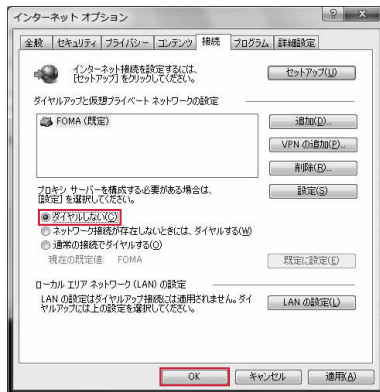 インターネット オプション
全般 セキュリティ プライバシー コンテンツ 接続 プログラム 詳細設定
インターネット接続を設定するには、
[セットアップ] をクリックしてください。
セットアップ(U)
ダイヤルアップと仮想プライベート ネットワークの設定
FOMA (既定)
追加(D)...
VPN の追加(P)...
削除(R)...
プロキシ サーバーを構成する必要がある場合は、
[設定] を選択してください。
設定(S)
ダイヤルしない(C)
ネットワーク接続が存在しないときには、ダイヤルする(W)
通常の接続でダイヤルする(O)
現在の既定値: FOMA
既定に設定(E)
ローカル エリア ネットワーク (LAN) の設定
LAN の設定はダイヤルアップ接続には適用されません。ダイ
ヤルアップには上の設定を選択してください。
LAN の設定(L)
OK キャンセル 適用(A)